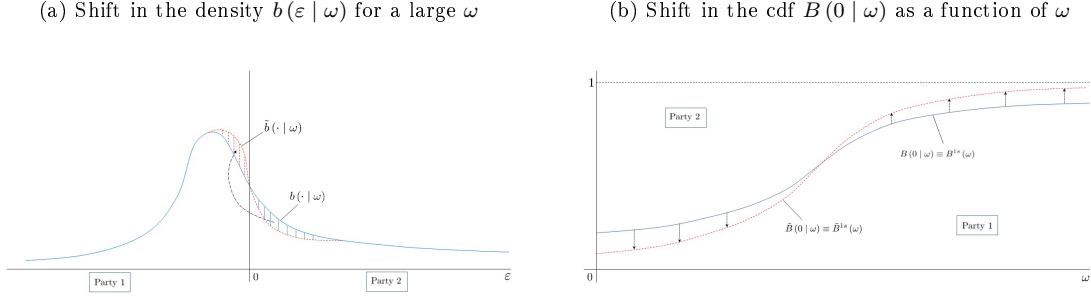 (a) Shift in the density b (ε | ω) for a large ω
b̃ (· | ω)
b (· | ω)
0
ε
Party 1
Party 2
(b) Shift in the cdf B (0 | ω) as a function of ω
1
Party 2
B (0 | ω) ≡ B¹ˢ (ω)
B̃ (0 | ω) ≡ B̃¹ˢ (ω)
Party 1
0
ω